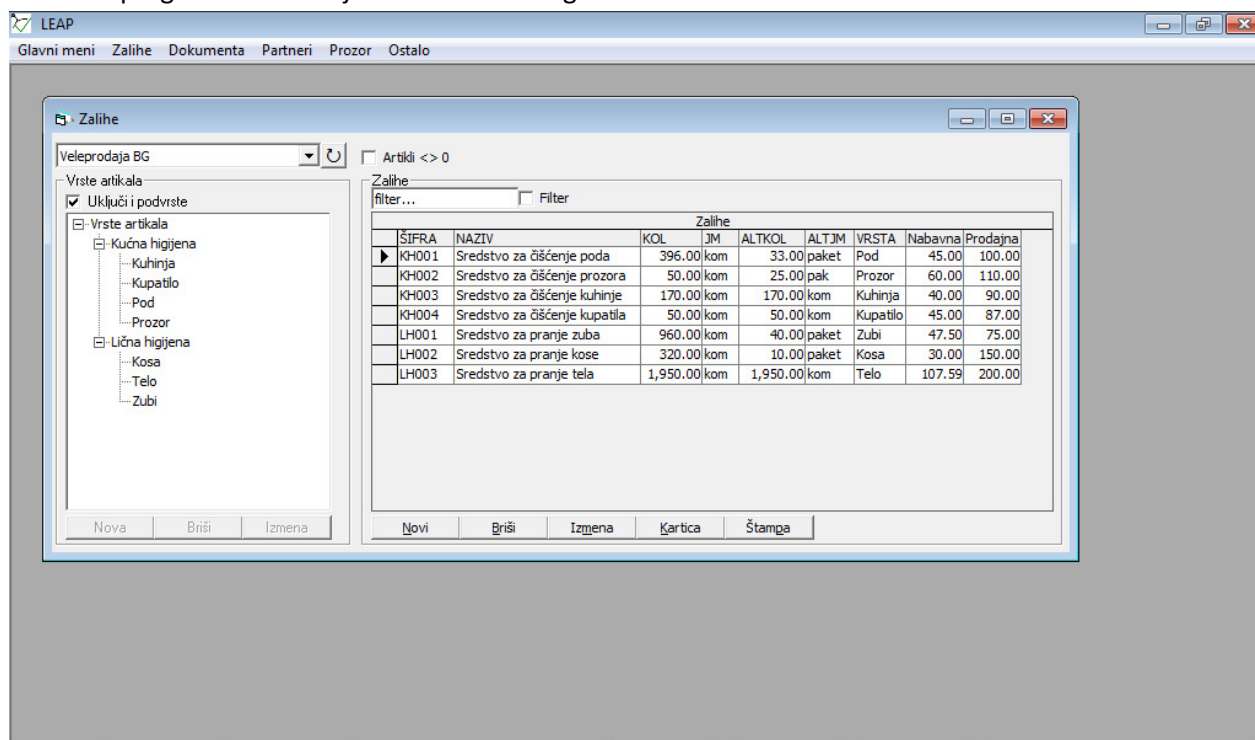 LEAP
Glavni meni Zalihe Dokumenta Partneri Prozor Ostalo
Zalihe
Veleprodaja BG
Artikli <> 0
Vrste artikala
Uključi i podvrste
Vrste artikala
Kućna higijena
Kuhinja
Kupatilo
Pod
Prozor
Lična higijena
Kosa
Telo
Zubi
Nova Briši Izmena
Zalihe
filter... Filter
Zalihe
ŠIFRA NAZIV KOL JM ALTKOL ALTJM VRSTA Nabavna Prodajna
KH001 Sredstvo za čišćenje poda 396.00 kom 33.00 paket Pod 45.00 100.00
KH002 Sredstvo za čišćenje prozora 50.00 kom 25.00 pak Prozor 60.00 110.00
KH003 Sredstvo za čišćenje kuhinje 170.00 kom 170.00 kom Kuhinja 40.00 90.00
KH004 Sredstvo za čišćenje kupatila 50.00 kom 50.00 kom Kupatilo 45.00 87.00
LH001 Sredstvo za pranje zuba 960.00 kom 40.00 paket Zubi 47.50 75.00
LH002 Sredstvo za pranje kose 320.00 kom 10.00 paket Kosa 30.00 150.00
LH003 Sredstvo za pranje tela 1,950.00 kom 1,950.00 kom Telo 107.59 200.00
Novi Briši Izmena Kartica Štampa